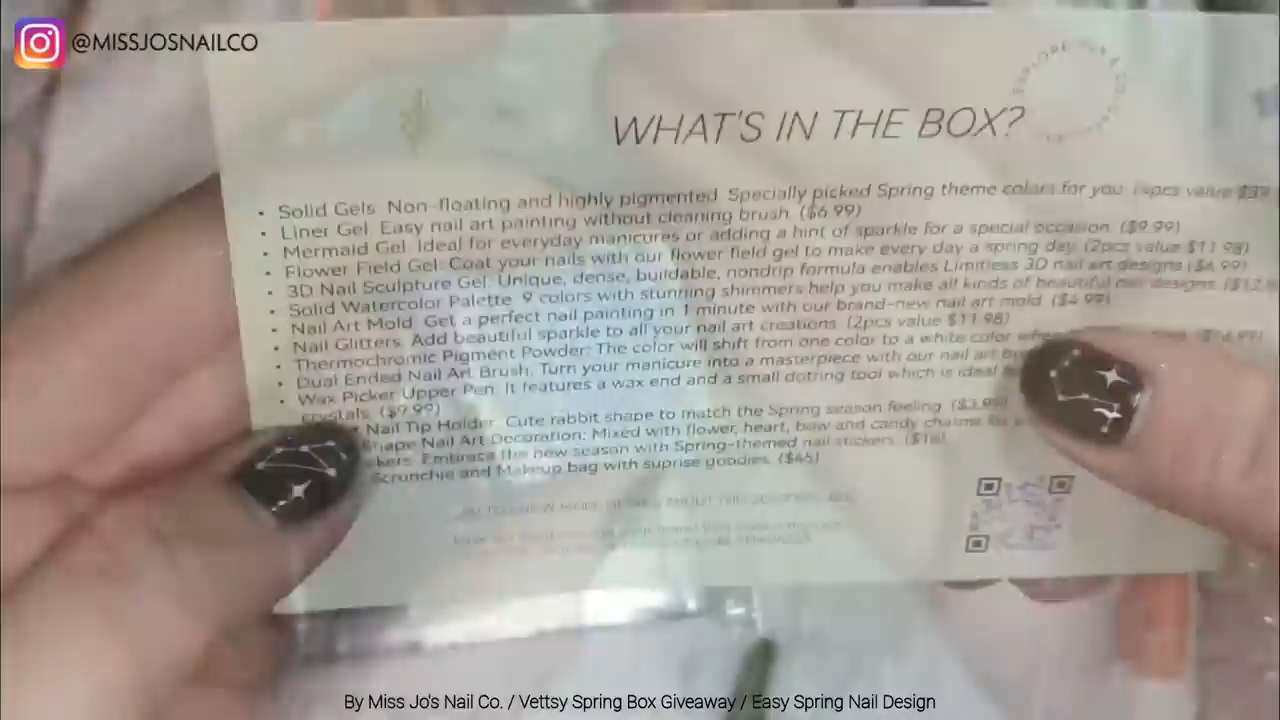 @MISSJOSNAILCO
WHAT'S IN THE BOX?
• Solid Gels: Non-floating and highly pigmented. Specially picked Spring theme colors for you. (4pcs value $39
• Liner Gel: Easy nail art painting without cleaning brush. ($6.99)
• Mermaid Gel: Ideal for everyday manicures or adding a hint of sparkle for a special occasion. ($9.99)
• Flower Field Gel: Coat your nails with our flower field gel to make every day a spring day. (2pcs value $11.98)
• 3D Nail Sculpture Gel: Unique, dense, buildable, nondrip formula enables Limitless 3D nail art designs ($6.99)
• Solid Watercolor Palette: 9 colors with stunning shimmers help you make all kinds of beautiful nail designs.
• Nail Art Mold: Get a perfect nail painting in 1 minute with our brand-new nail art mold. ($4.99)
• Nail Glitters: Add beautiful sparkle to all your nail art creations. (2pcs value $11.98)
• Thermochromic Pigment Powder: The color will shift from one color to a white color
• Dual Ended Nail Art Brush: Turn your manicure into a masterpiece with our nail art
• Wax Picker Upper Pen: It features a wax end and a small dotting tool which is ideal
crystals. ($9.99)
Nail Tip Holder: Cute rabbit shape to match the Spring season feeling. ($3.99)
Shape Nail Art Decoration: Mixed with flower, heart, bow and candy charms for
Embrace the new season with Spring-themed nail stickers.
Scrunchie and Makeup bag with suprise goodies. ($45)
By Miss Jo's Nail Co. / Vettsy Spring Box Giveaway / Easy Spring Nail Design